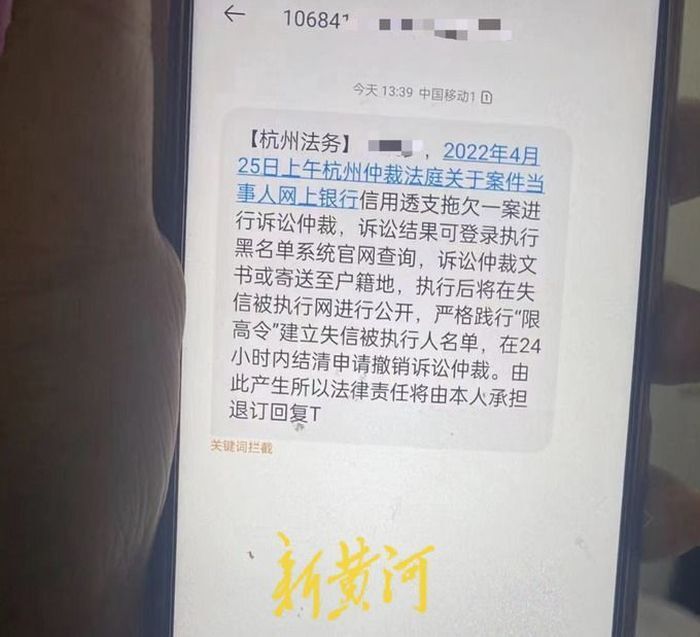 10684
今天 13:39 中国移动1
【杭州法务】 ，2022年4月
25日上午杭州仲裁法庭关于案件当
事人网上银行信用透支拖欠一案进
行诉讼仲裁，诉讼结果可登录执行
黑名单系统官网查询，诉讼仲裁文
书或寄送至户籍地，执行后将在失
信被执行网进行公开，严格践行“限
高令”建立失信被执行人名单，在24
小时内结清申请撤销诉讼仲裁。由
此产生所以法律责任将由本人承担
退订回复T
关键词拦截
新黄河